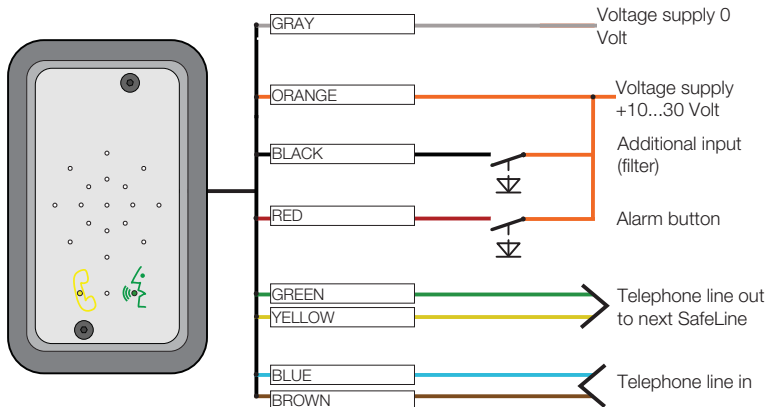 GRAY
Voltage supply 0
Volt
ORANGE
Voltage supply
+10...30 Volt
BLACK
Additional input
(filter)
RED
Alarm button
GREEN
Telephone line out
YELLOW
to next SafeLine
BLUE
Telephone line in
BROWN